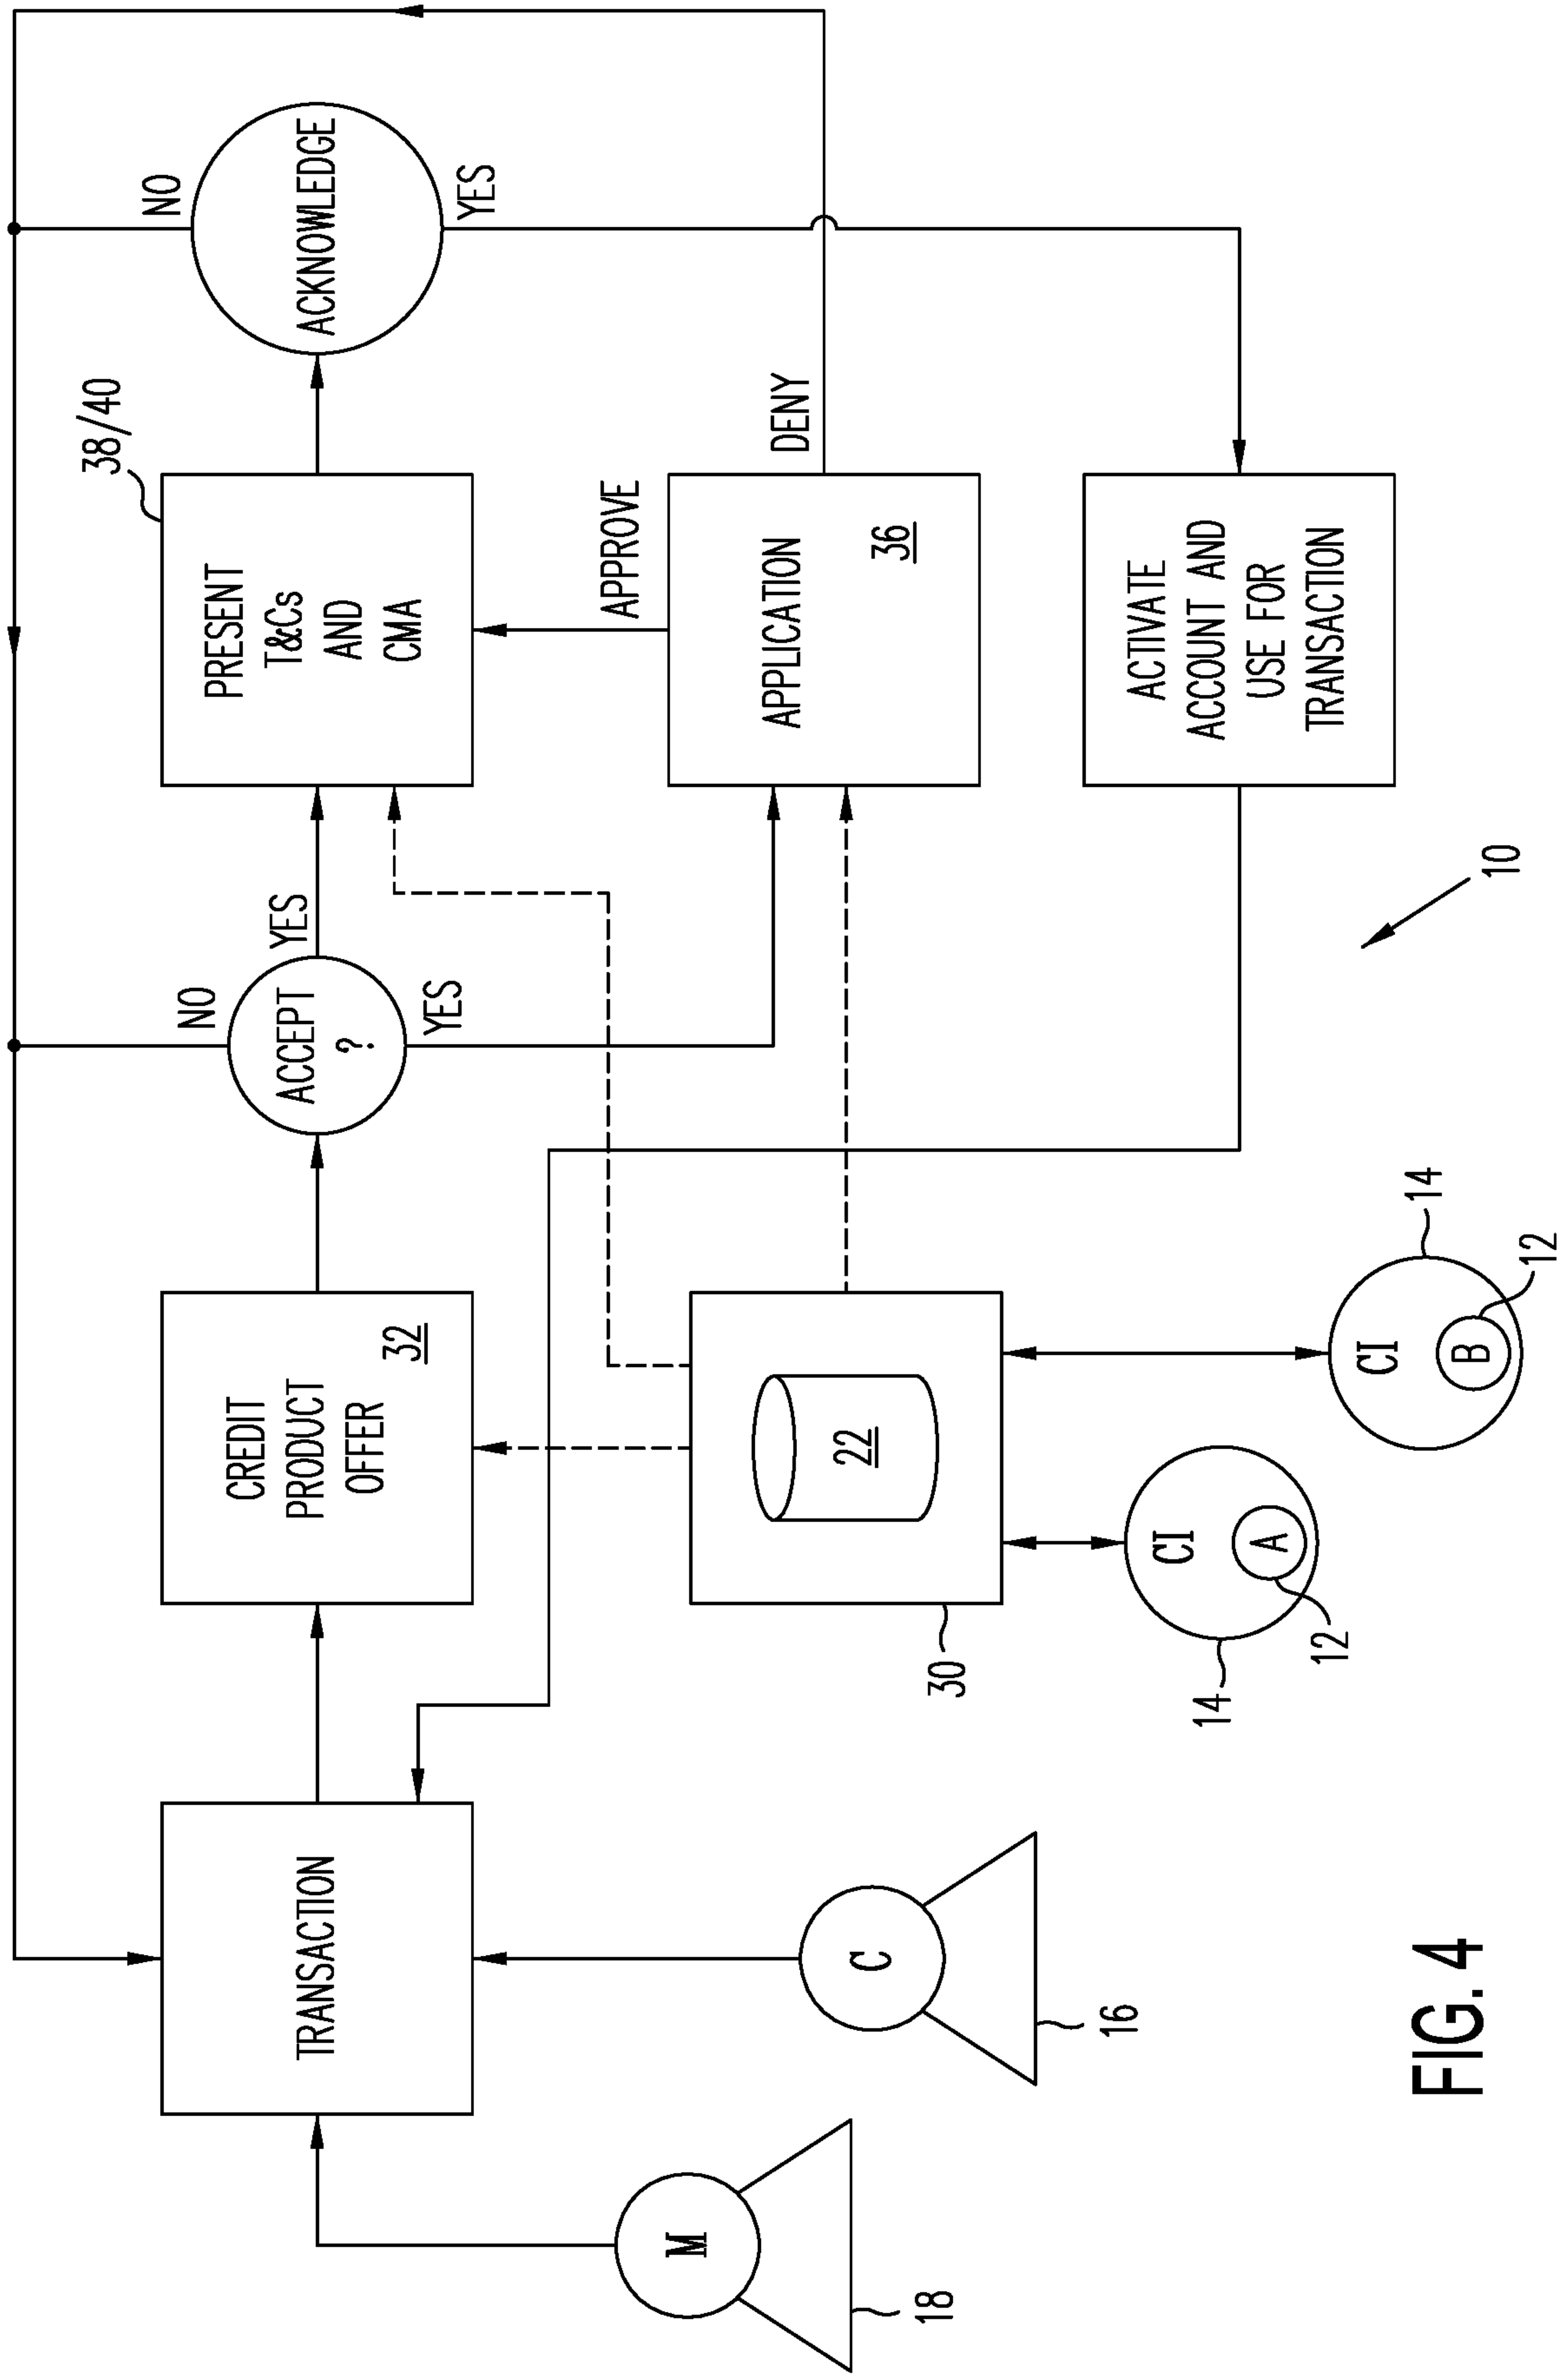 NO
NO
38/40
TRANSACTION
CREDIT
PRODUCT
OFFER
32
ACCEPT
?
YES
YES
PRESENT
T&Cs
AND
CMA
ACKNOWLEDGE
YES
APPROVE
M
18
C
16
30
22
APPLICATION
36
DENY
CI
A
14
12
CI
B
14
12
ACTIVATE
ACCOUNT AND
USE FOR
TRANSACTION
10
FIG. 4